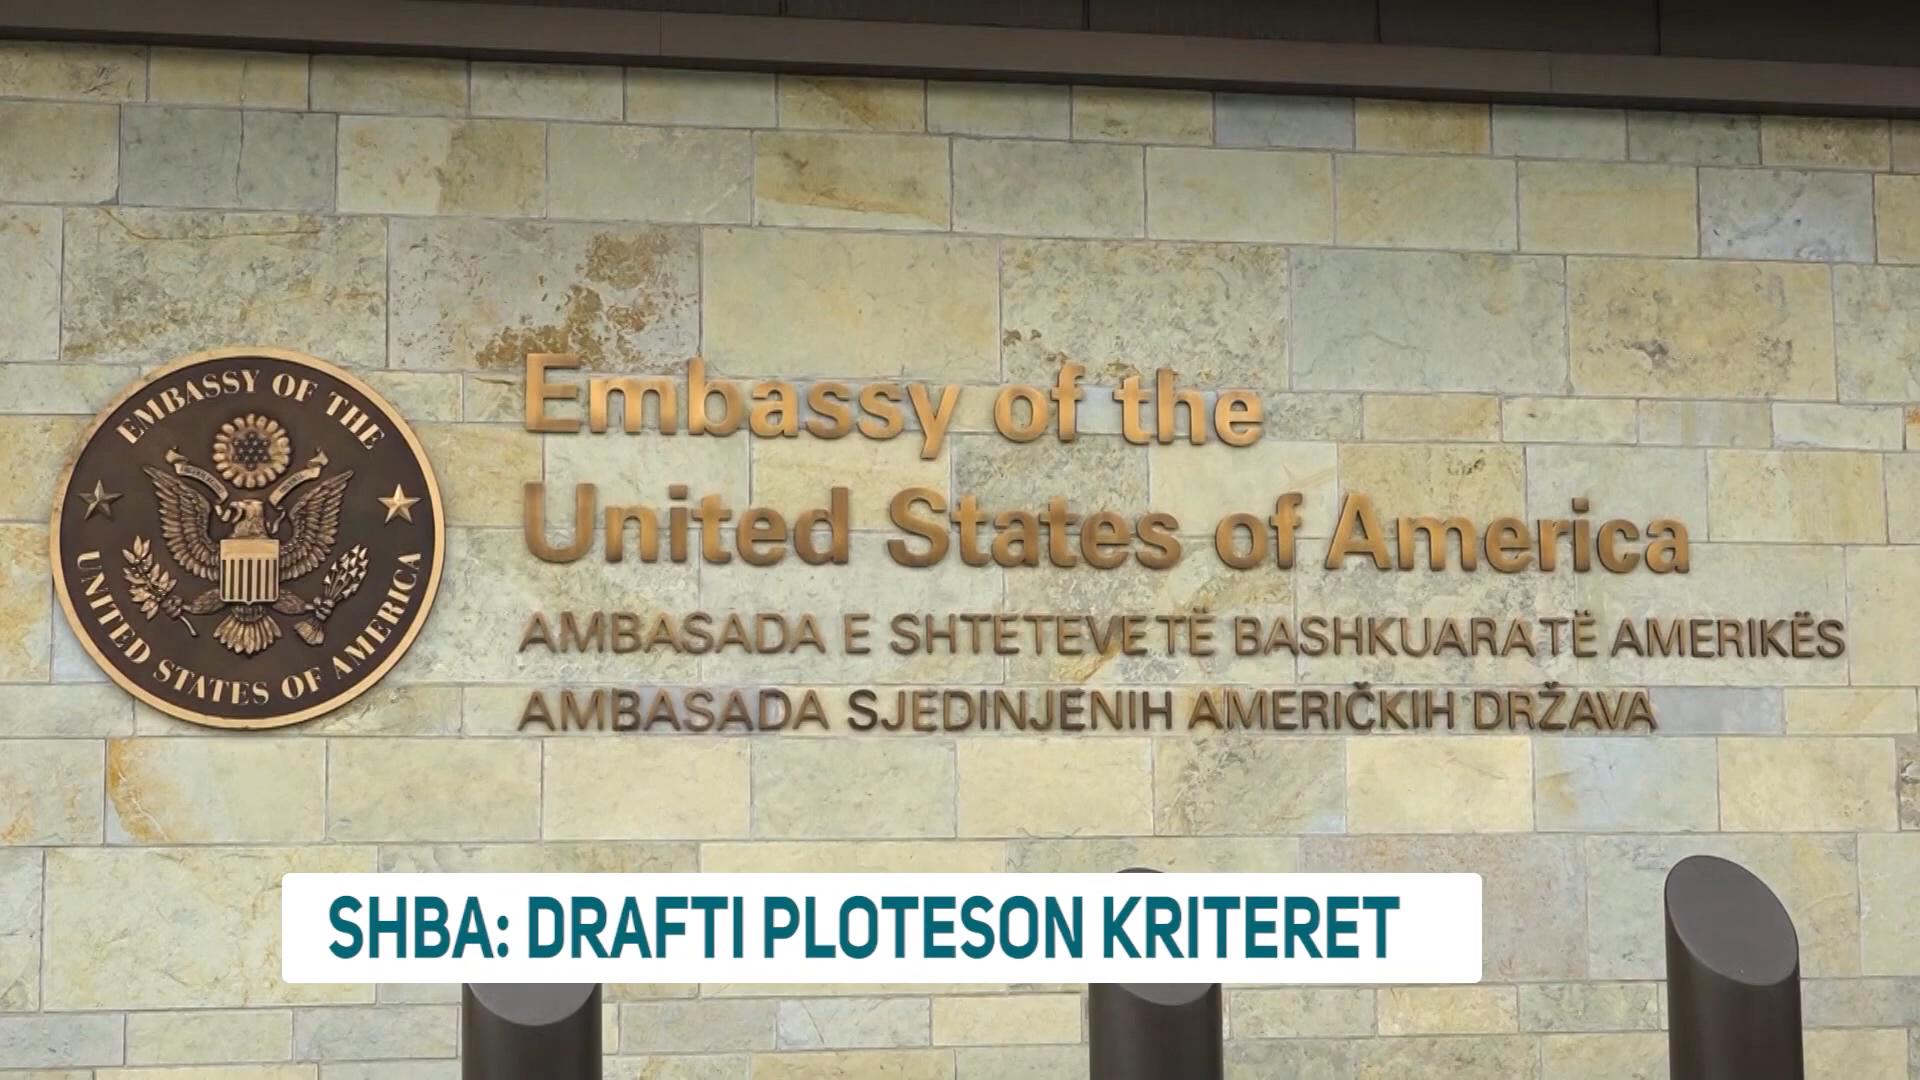 EMBASSY OF THE
UNITED STATES OF AMERICA
Embassy of the
United States of America
AMBASADA E SHTETEVE TË BASHKUARA TË AMERIKËS
AMBASADA SJEDINJENIH AMERIČKIH DRŽAVA
SHBA: DRAFTI PLOTESON KRITERET